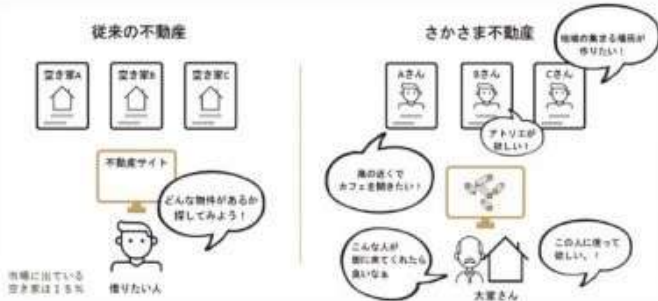 従来の不動産
空き家A
空き家B
空き家C
不動産サイト
どんな物件があるか
探してみよう！
借りたい人
市場に出ている
空き家は15%
さかさま不動産
地域の集まる場所が
作りたい！
Aさん
Bさん
Cさん
アトリエが
欲しい！
海の近くで
カフェを開きたい！
こんな人が
街に来てくれたら
良いなぁ
この人に使って
欲しい。！
大家さん